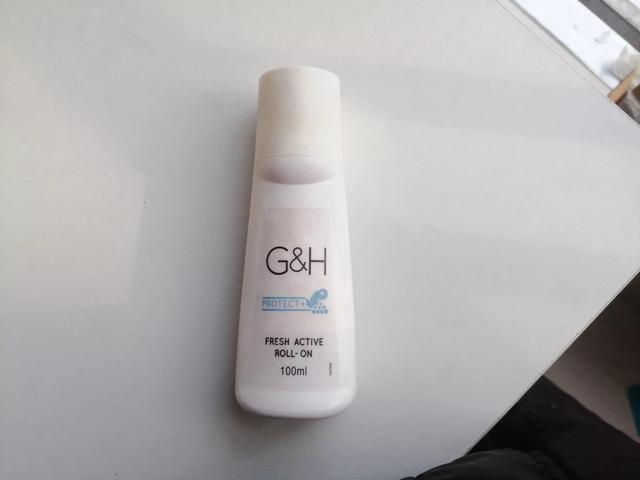 G&H
PROTECT+
FRESH ACTIVE
ROLL-ON
100ml